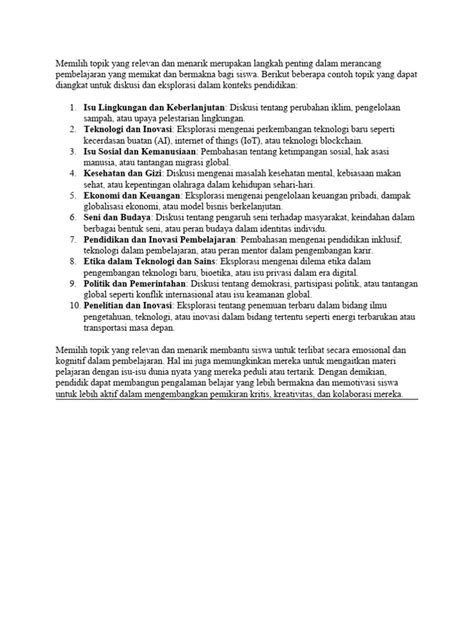 Memilih topik yang relevan dan menarik merupakan langkah penting dalam merancang
pembelajaran yang memikat dan bermakna bagi siswa. Berikut beberapa contoh topik yang dapat
diangkat untuk diskusi dan eksplorasi dalam konteks pendidikan:
1. Isu Lingkungan dan Keberlanjutan: Diskusi tentang perubahan iklim, pengelolaan
sampah, atau upaya pelestarian lingkungan.
2. Teknologi dan Inovasi: Eksplorasi mengenai perkembangan teknologi baru seperti
kecerdasan buatan (AI), internet of things (IoT), atau teknologi blockchain.
3. Isu Sosial dan Kemanusiaan: Pembahasan tentang ketimpangan sosial, hak asasi
manusia, atau tantangan migrasi global.
4. Kesehatan dan Gizi: Diskusi mengenai masalah kesehatan mental, kebiasaan makan
sehat, atau kepentingan olahraga dalam kehidupan sehari-hari.
5. Ekonomi dan Keuangan: Eksplorasi mengenai pengelolaan keuangan pribadi, dampak
globalisasi ekonomi, atau model bisnis berkelanjutan.
6. Seni dan Budaya: Diskusi tentang pengaruh seni terhadap masyarakat, keindahan dalam
berbagai bentuk seni, atau peran budaya dalam identitas individu.
7. Pendidikan dan Inovasi Pembelajaran: Pembahasan mengenai pendidikan inklusif,
teknologi dalam pembelajaran, atau peran mentor dalam pengembangan karir.
8. Etika dalam Teknologi dan Sains: Eksplorasi mengenai dilema etika dalam
pengembangan teknologi baru, bioetika, atau isu privasi dalam era digital.
9. Politik dan Pemerintahan: Diskusi tentang demokrasi, partisipasi politik, atau tantangan
global seperti konflik internasional atau isu keamanan global.
10. Penelitian dan Inovasi: Eksplorasi tentang penemuan terbaru dalam bidang ilmu
pengetahuan, teknologi, atau inovasi dalam bidang tertentu seperti energi terbarukan atau
transportasi masa depan.
Memilih topik yang relevan dan menarik membantu siswa untuk terlibat secara emosional dan
kognitif dalam pembelajaran. Hal ini juga memungkinkan mereka untuk mengaitkan materi
pelajaran dengan isu-isu dunia nyata yang mereka peduli atau tertarik. Dengan demikian,
pendidik dapat membangun pengalaman belajar yang lebih bermakna dan memotivasi siswa
untuk lebih aktif dalam mengembangkan pemikiran kritis, kreativitas, dan kolaborasi mereka.